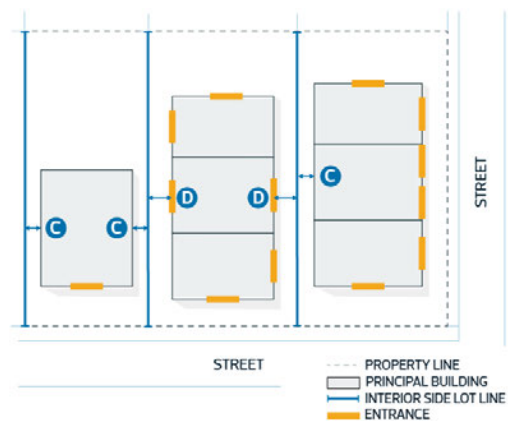 D D C
C C
STREET
STREET
PROPERTY LINE
PRINCIPAL BUILDING
INTERIOR SIDE LOT LINE
ENTRANCE